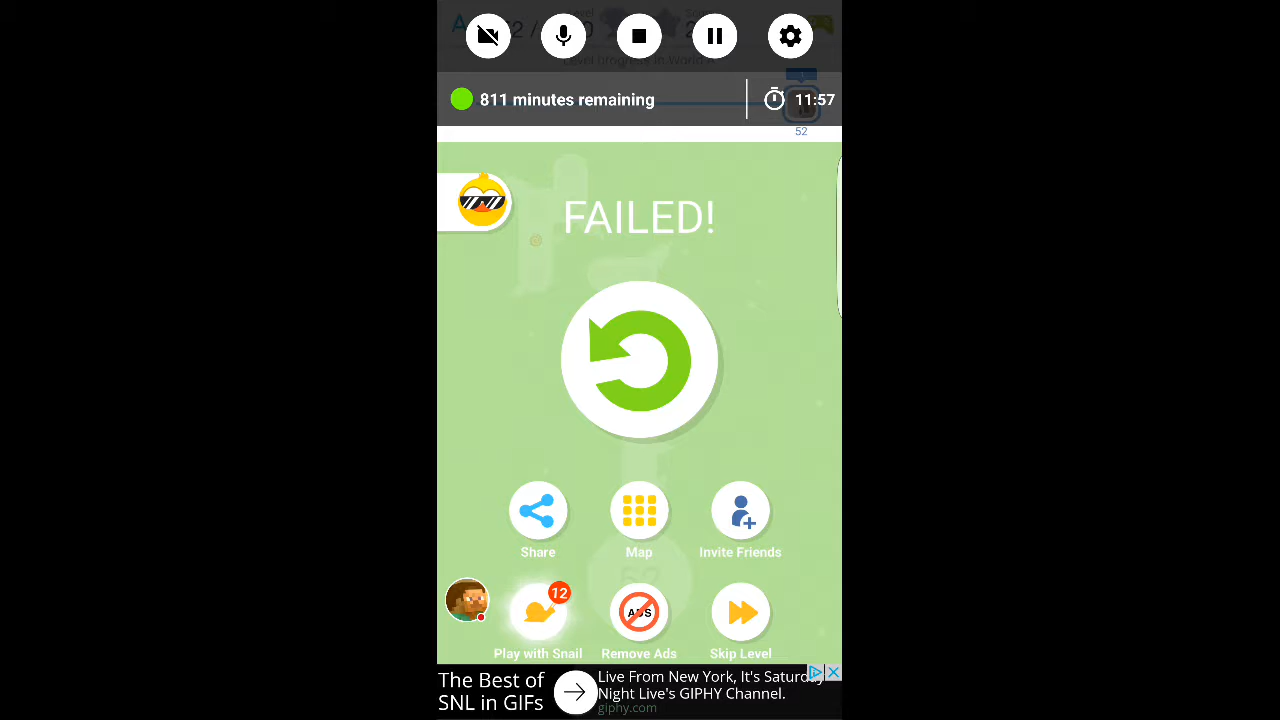 811 minutes remaining
11:57
52
FAILED!
Share
Map
Invite Friends
52
12
ADS
Play with Snail
Remove Ads
Skip Level
The Best of
SNL in GIFs
Live From New York, It's Saturday
Night Live's GIPHY Channel.
giphy.com